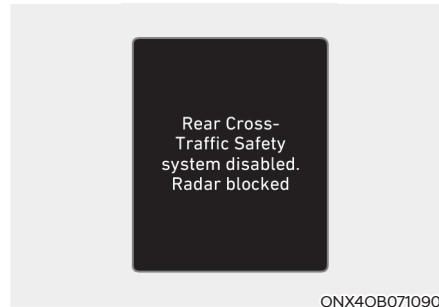 Rear Cross-
Traffic Safety
system disabled.
Radar blocked
ONX4OB071090